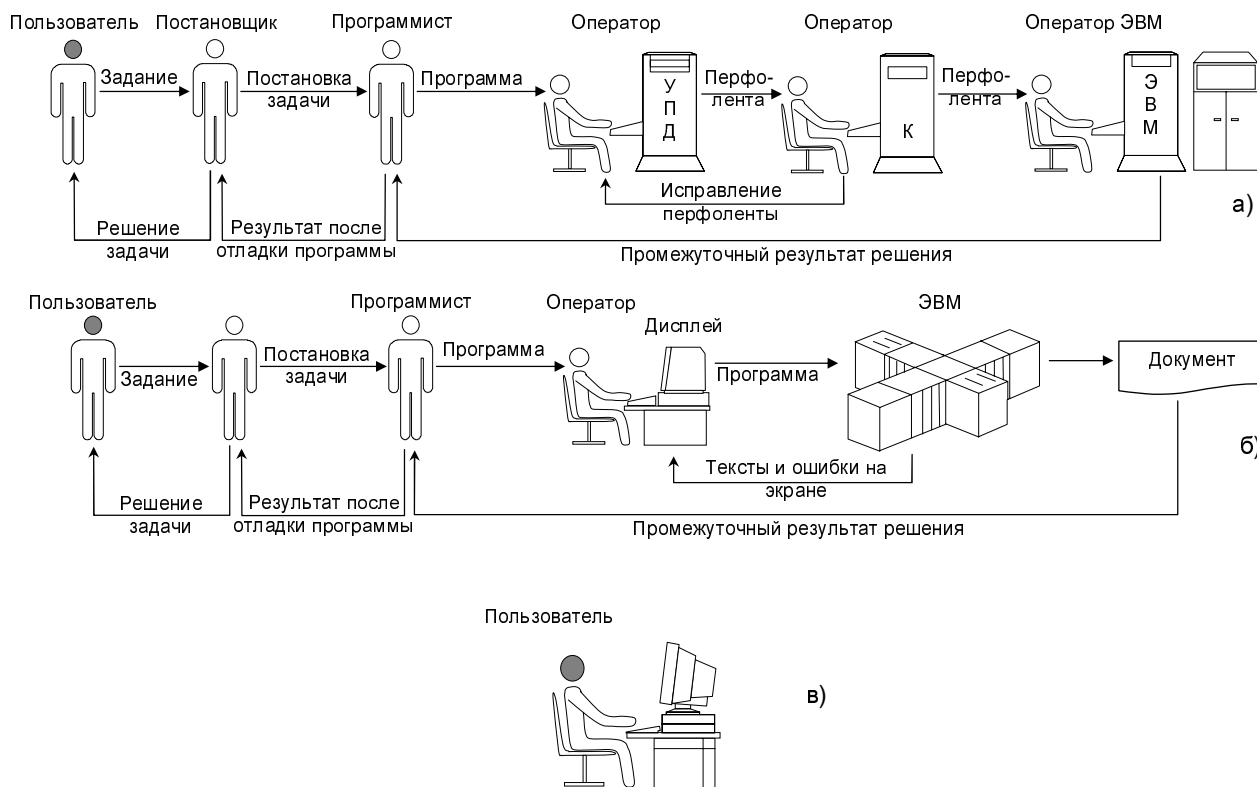 Пользователь
Постановщик
Программист
Оператор
Оператор
Оператор ЭВМ
Задание
Постановка
задачи
Программа
У
П
Д
Перфо-
лента
К
Перфо-
лента
Э
В
М
Исправление
перфоленты
а)
Решение
задачи
Результат после
отладки программы
Промежуточный результат решения
Пользователь
Программист
Оператор
ЭВМ
Дисплей
Задание
Постановка
задачи
Программа
Программа
Документ
Тексты и ошибки на
экране
б)
Решение
задачи
Результат после
отладки программы
Промежуточный результат решения
Пользователь
в)